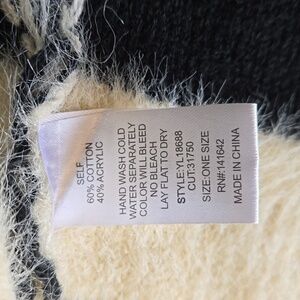 SELF
60% COTTON
40% ACRYLIC
HAND WASH COLD
WATER SEPARATELY
COLOR WILL BLEED
NO BLEACH
LAY FLAT TO DRY
STYLE:YL18688
CUT:31750
SIZE:ONE SIZE
RN#:141642
MADE IN CHINA